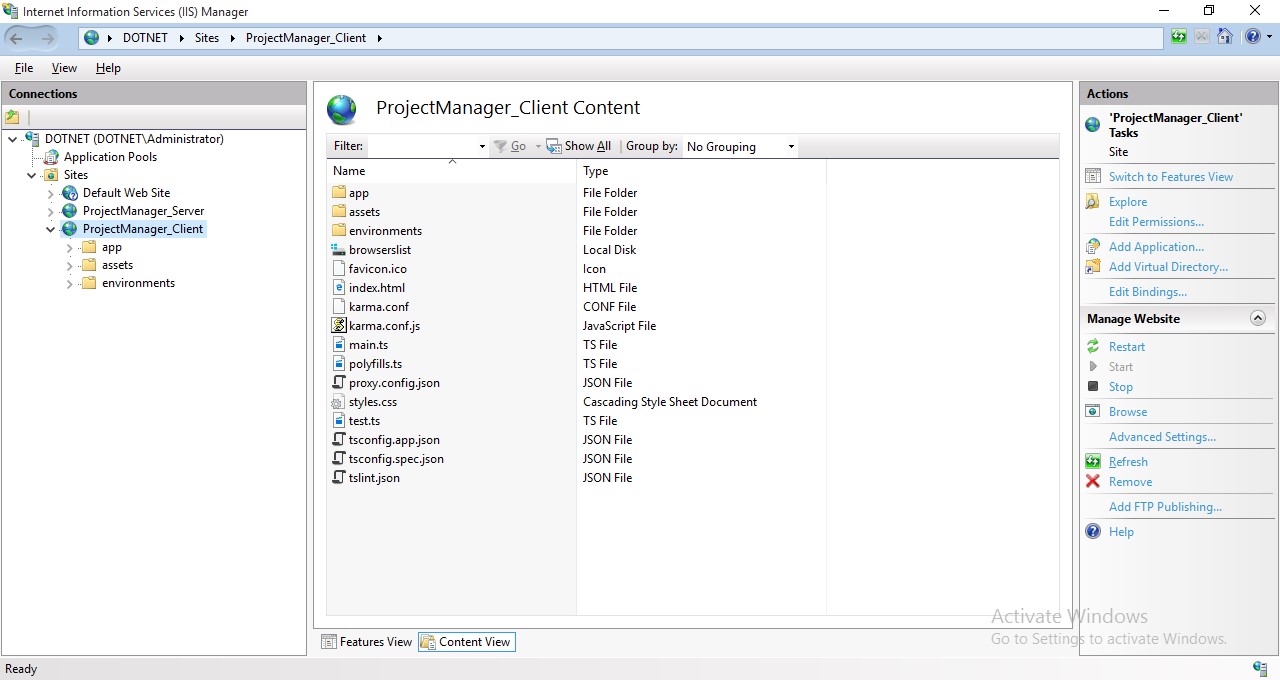 Internet Information Services (IIS) Manager
DOTNET Sites ProjectManager_Client
File View Help
Connections
DOTNET (DOTNET\Administrator)
Application Pools
Sites
Default Web Site
ProjectManager_Server
ProjectManager_Client
app
assets
environments
ProjectManager_Client Content
Filter: Go Show All Group by: No Grouping
Name Type
app File Folder
assets File Folder
environments File Folder
browserslist Local Disk
favicon.ico Icon
index.html HTML File
karma.conf CONF File
karma.conf.js JavaScript File
main.ts TS File
polyfills.ts TS File
proxy.config.json JSON File
styles.css Cascading Style Sheet Document
test.ts TS File
tsconfig.app.json JSON File
tsconfig.spec.json JSON File
tslint.json JSON File
Features View Content View
Actions
'ProjectManager_Client'
Tasks
Site
Switch to Features View
Explore
Edit Permissions...
Add Application...
Add Virtual Directory...
Edit Bindings...
Manage Website
Restart
Start
Stop
Browse
Advanced Settings...
Refresh
Remove
Add FTP Publishing...
Help
Activate Windows
Go to Settings to activate Windows.
Ready